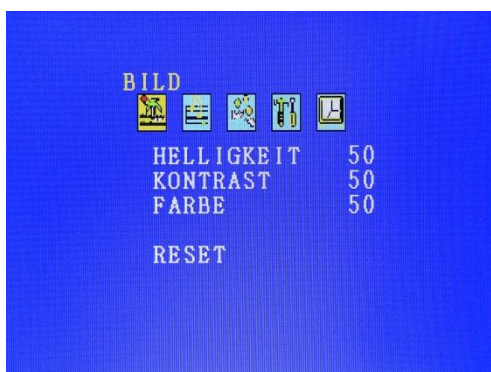 BILD
HELLIGKEIT 50
KONTRAST 50
FARBE 50
RESET